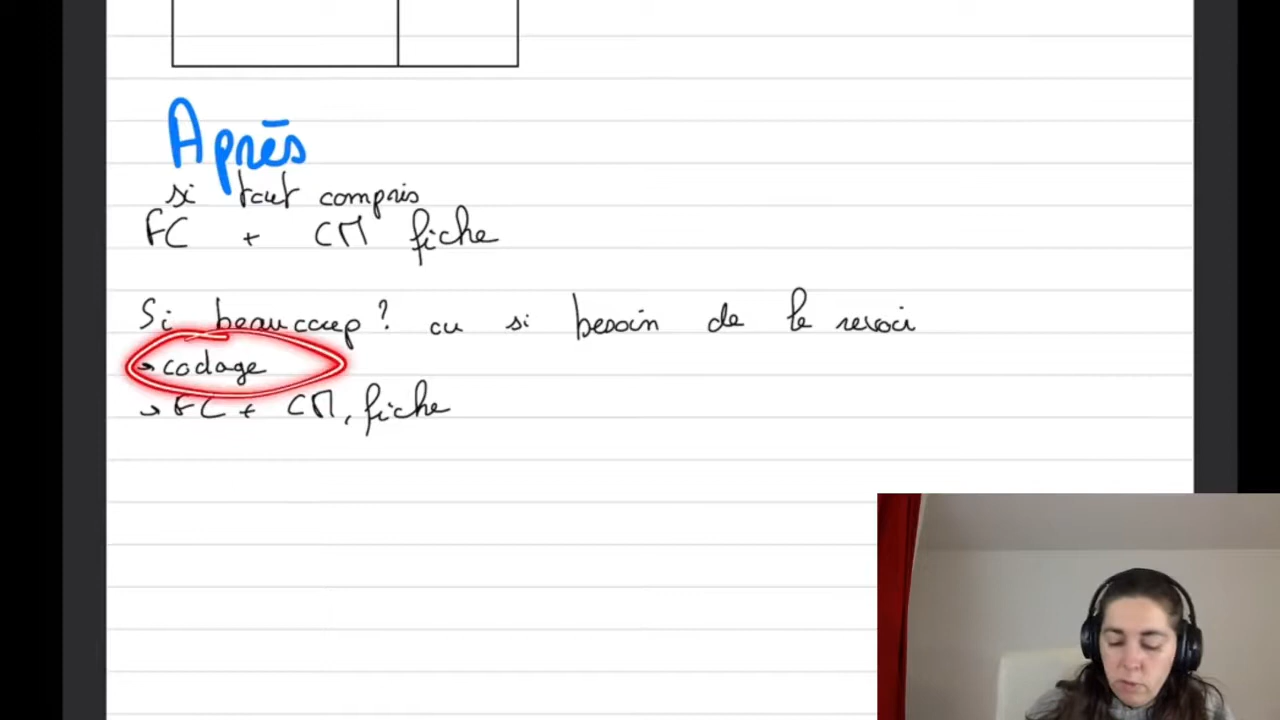 Après
si tout compris
FC + CM fiche
Si beaucoup ? ou si besoin de le revoir
→ codage
→ FC + CM, fiche